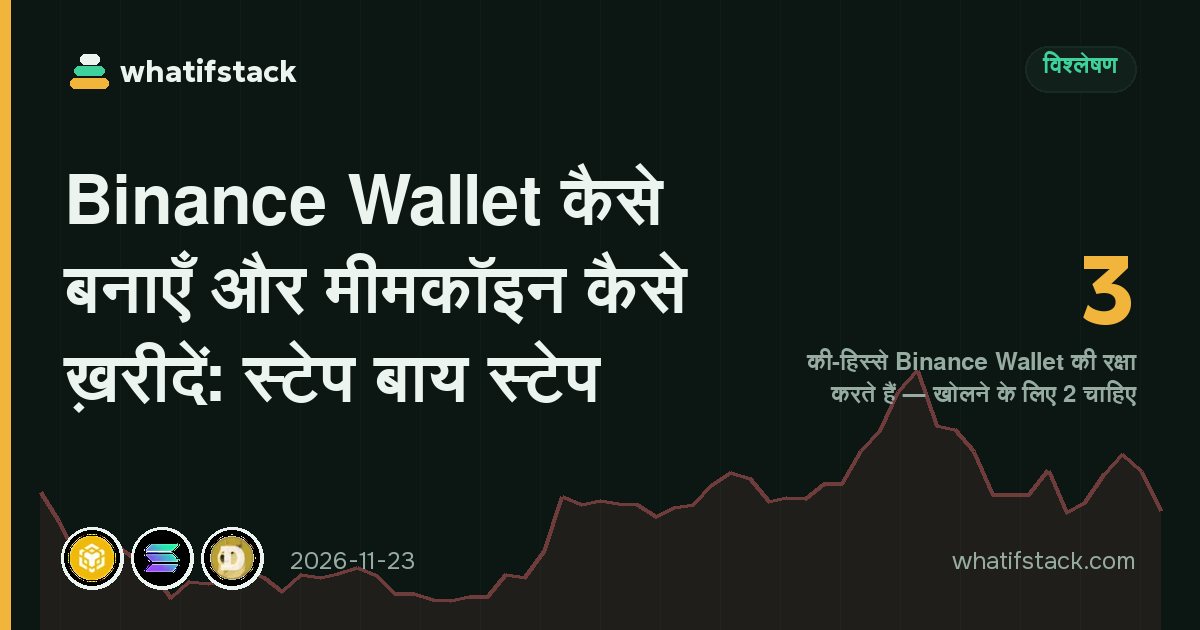 whatifstack
विश्लेषण
Binance Wallet कैसे
बनाएँ और मीमकॉइन कैसे
ख़रीदें: स्टेप बाय स्टेप
3
की-हिस्से Binance Wallet की रक्षा
करते हैं — खोलने के लिए 2 चाहिए
2026-11-23
whatifstack.com